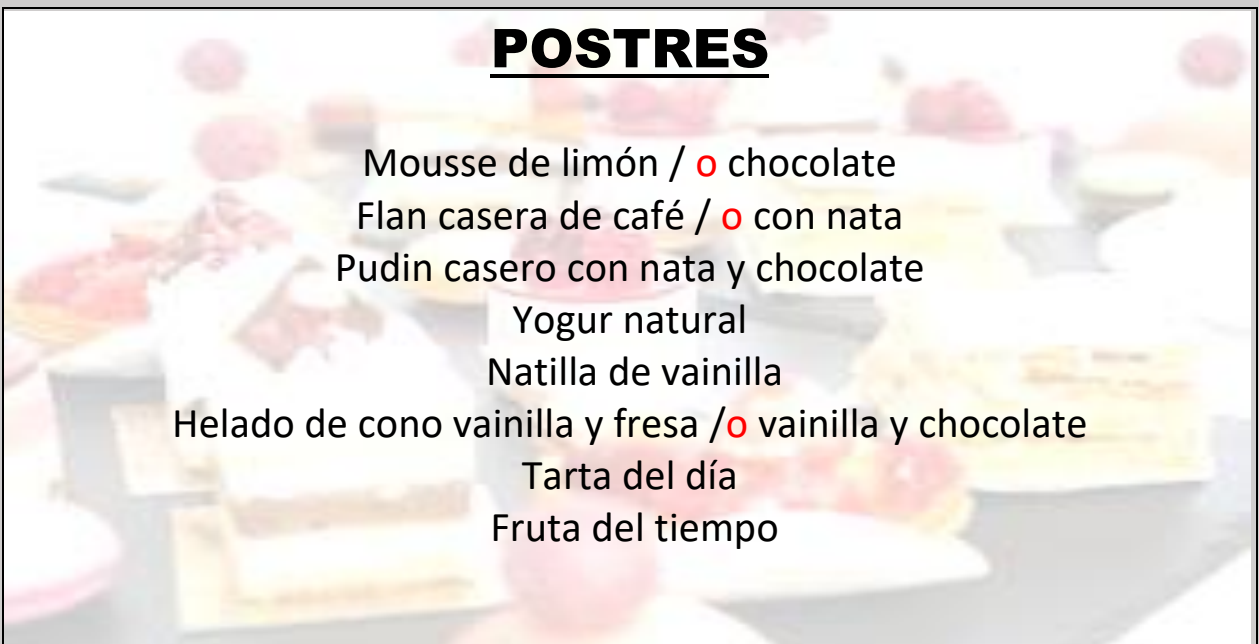 POSTRES
Mousse de limón / o chocolate
Flan casera de café / o con nata
Pudin casero con nata y chocolate
Yogur natural
Natilla de vainilla
Helado de cono vainilla y fresa /o vainilla y chocolate
Tarta del día
Fruta del tiempo